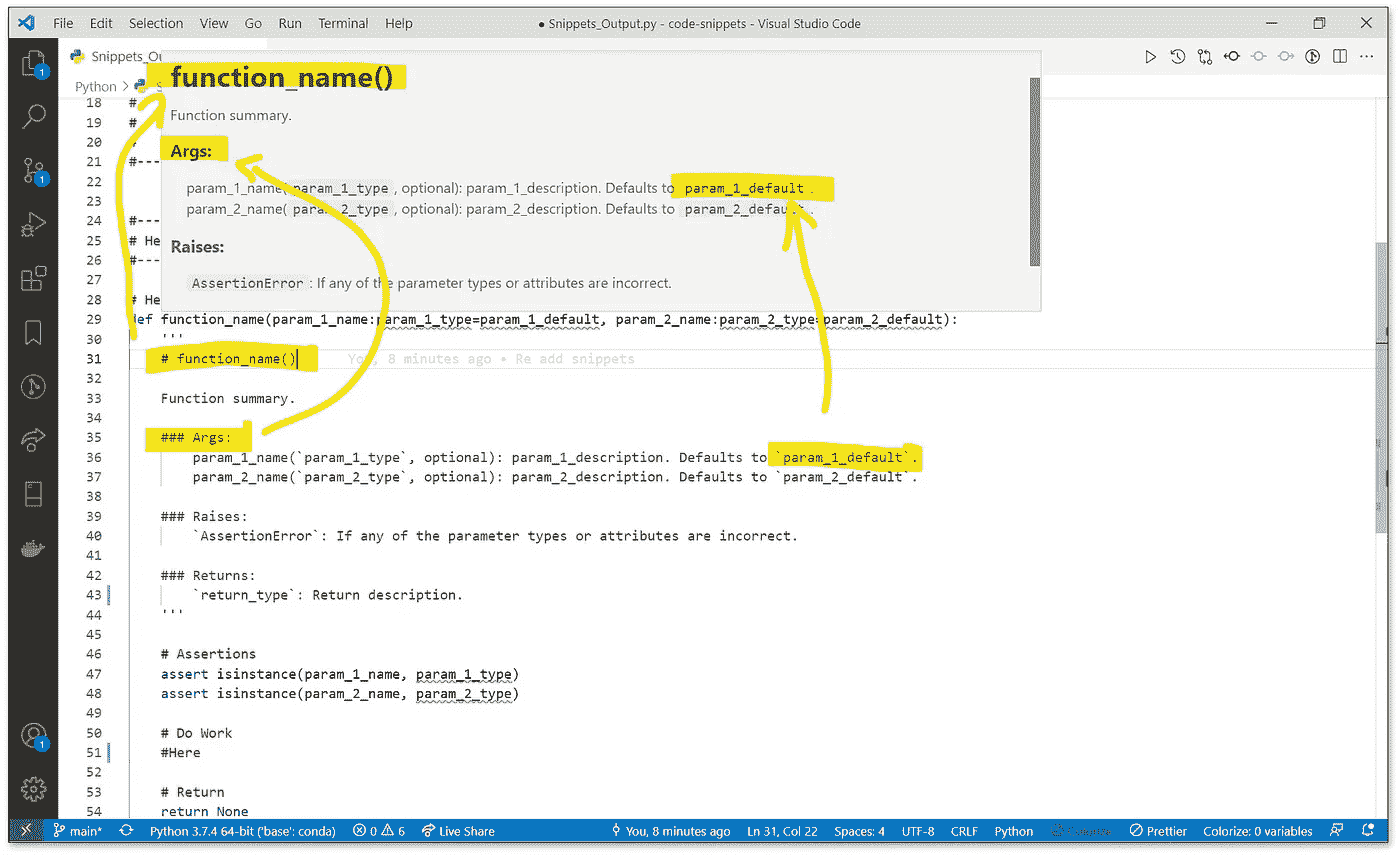 File Edit Selection View Go Run Terminal Help
● Snippets_Output.py - code-snippets - Visual Studio Code
Snippets_Ou
Python > S
function_name()
Function summary.
Args:
param_1_name( param_1_type , optional): param_1_description. Defaults to param_1_default .
param_2_name( param_2_type , optional): param_2_description. Defaults to param_2_default .
Raises:
AssertionError : If any of the parameter types or attributes are incorrect.
18 #
19 #
20
21 #---
22
23
24 #---
25 # He
26 #---
27
28 # He
29 def function_name(param_1_name:param_1_type=param_1_default, param_2_name:param_2_type=param_2_default):
30 '''
31 # function_name() You, 8 minutes ago • Re add snippets
32
33 Function summary.
34
35 ### Args:
36 param_1_name(`param_1_type`, optional): param_1_description. Defaults to `param_1_default`.
37 param_2_name(`param_2_type`, optional): param_2_description. Defaults to `param_2_default`.
38
39 ### Raises:
40 `AssertionError`: If any of the parameter types or attributes are incorrect.
41
42 ### Returns:
43 `return_type`: Return description.
44 '''
45
46 # Assertions
47 assert isinstance(param_1_name, param_1_type)
48 assert isinstance(param_2_name, param_2_type)
49
50 # Do Work
51 #Here
52
53 # Return
54 return None
1
1
1
main* Python 3.7.4 64-bit ('base': conda) 0 6 Live Share You, 8 minutes ago Ln 31, Col 22 Spaces: 4 UTF-8 CRLF Python Prettier Colorize: 0 variables